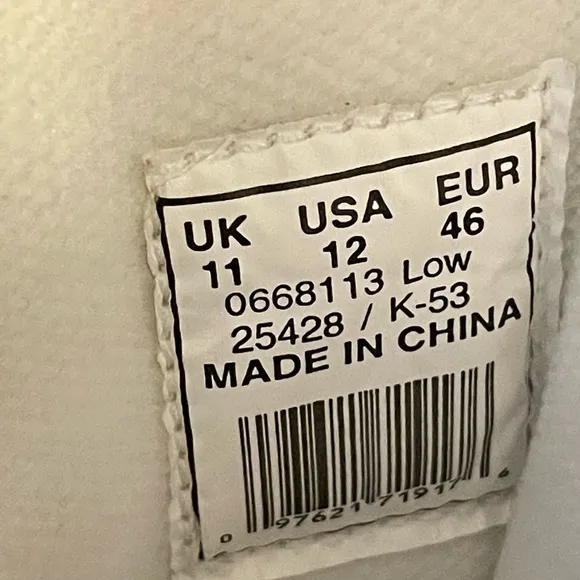 UK USA EUR
11 12 46
0668113 LOW
25428 / K-53
MADE IN CHINA
0 97621 71917 6